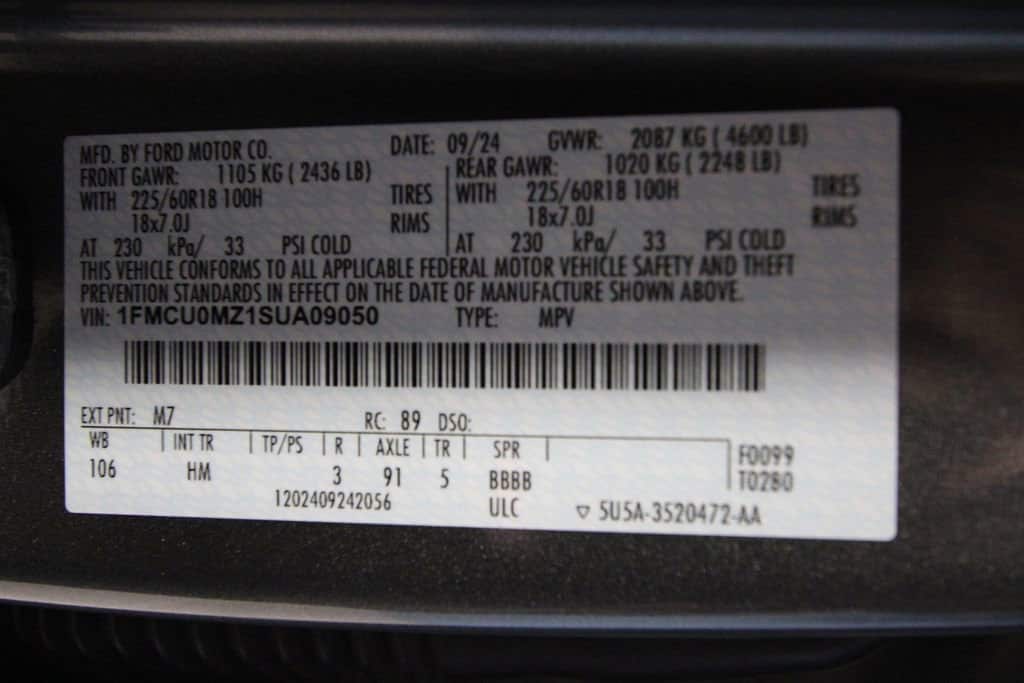 MFD. BY FORD MOTOR CO. DATE: 09/24 GVWR: 2087 KG ( 4600 LB)
FRONT GAWR: 1105 KG ( 2436 LB) REAR GAWR: 1020 KG ( 2248 LB)
WITH 225/60R18 100H TIRES WITH 225/60R18 100H TIRES
18x7.0J RIMS 18x7.0J RIMS
AT 230 kPa/ 33 PSI COLD AT 230 kPa/ 33 PSI COLD
THIS VEHICLE CONFORMS TO ALL APPLICABLE FEDERAL MOTOR VEHICLE SAFETY AND THEFT
PREVENTION STANDARDS IN EFFECT ON THE DATE OF MANUFACTURE SHOWN ABOVE.
VIN: 1FMCU0MZ1SUA09050 TYPE: MPV
EXT PNT: M7 RC: 89 DSO:
WB INT TR TP/PS R AXLE TR SPR F0099
106 HM 3 91 5 BBBB T0280
1202409242056 ULC ▽ 5U5A-3520472-AA